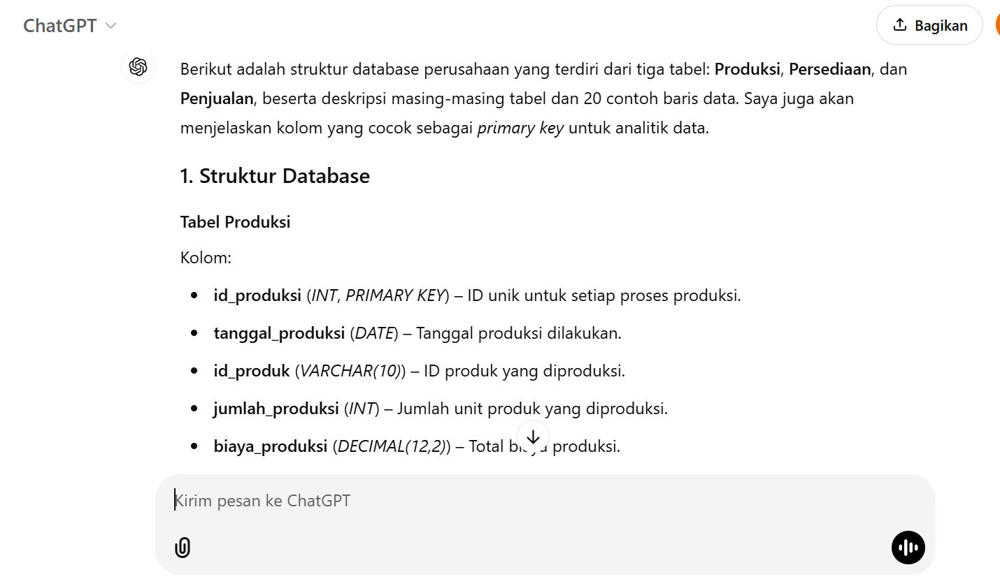 ChatGPT
Bagikan
Berikut adalah struktur database perusahaan yang terdiri dari tiga tabel: Produksi, Persediaan, dan
Penjualan, beserta deskripsi masing-masing tabel dan 20 contoh baris data. Saya juga akan
menjelaskan kolom yang cocok sebagai primary key untuk analitik data.
1. Struktur Database
Tabel Produksi
Kolom:
• id_produksi (INT, PRIMARY KEY) – ID unik untuk setiap proses produksi.
• tanggal_produksi (DATE) – Tanggal produksi dilakukan.
• id_produk (VARCHAR(10)) – ID produk yang diproduksi.
• jumlah_produksi (INT) – Jumlah unit produk yang diproduksi.
• biaya_produksi (DECIMAL(12,2)) – Total biaya produksi.
Kirim pesan ke ChatGPT